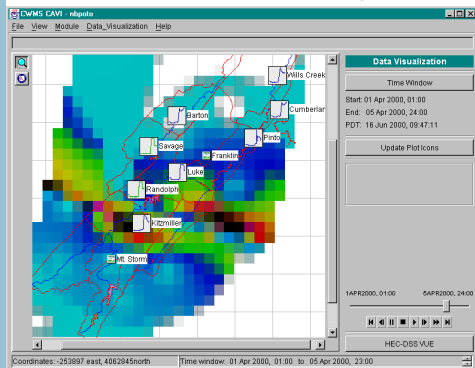 CWMS CAVI - nbpoto
File View Module Data_Visualization Help
Data Visualization
Time Window
Start: 01 Apr 2000, 01:00
End: 05 Apr 2000, 24:00
PDT: 16 Jun 2000, 09:47:11
Update Plot Icons
Wills Creek
Cumberlan
Barton
Pinto
Savage
Franklin
Luke
Randolph
Kitzmiller
Mt. Storm
1APR2000, 01:00 5APR2000, 24:00
HEC-DSS VUE
Coordinates: -253897 east, 4062845north Time window: 01 Apr 2000, 01:00 to 05 Apr 2000, 23:00